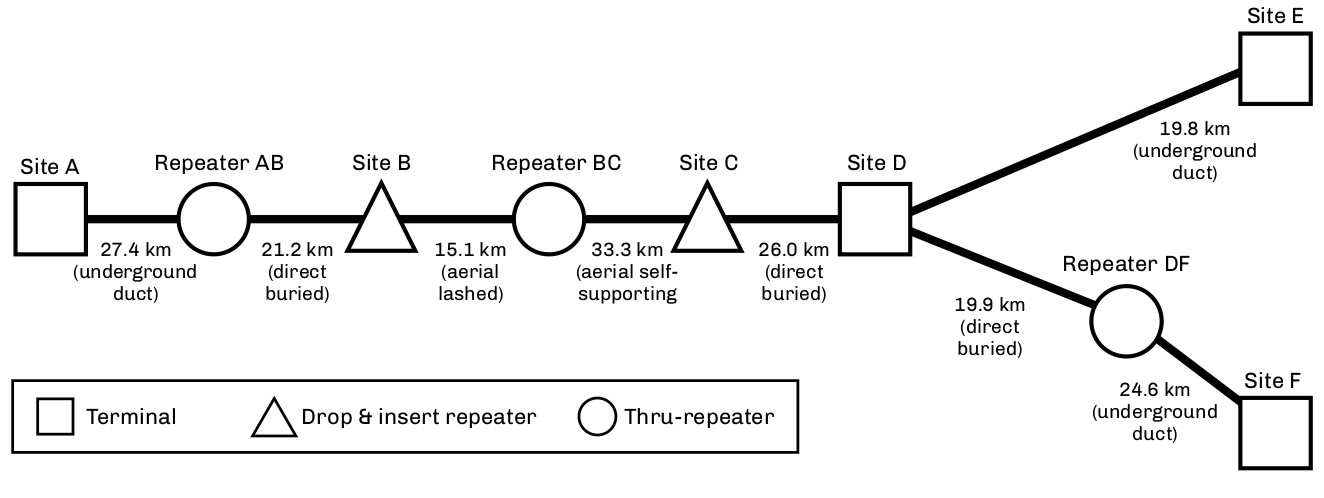 Site E
19.8 km
(underground
duct)
Site A
Repeater AB
Site B
Repeater BC
Site C
Site D
27.4 km
(underground
duct)
21.2 km
(direct
buried)
15.1 km
(aerial
lashed)
33.3 km
(aerial self-
supporting
26.0 km
(direct
buried)
Repeater DF
19.9 km
(direct
buried)
24.6 km
(underground
duct)
Site F
Terminal
Drop & insert repeater
Thru-repeater